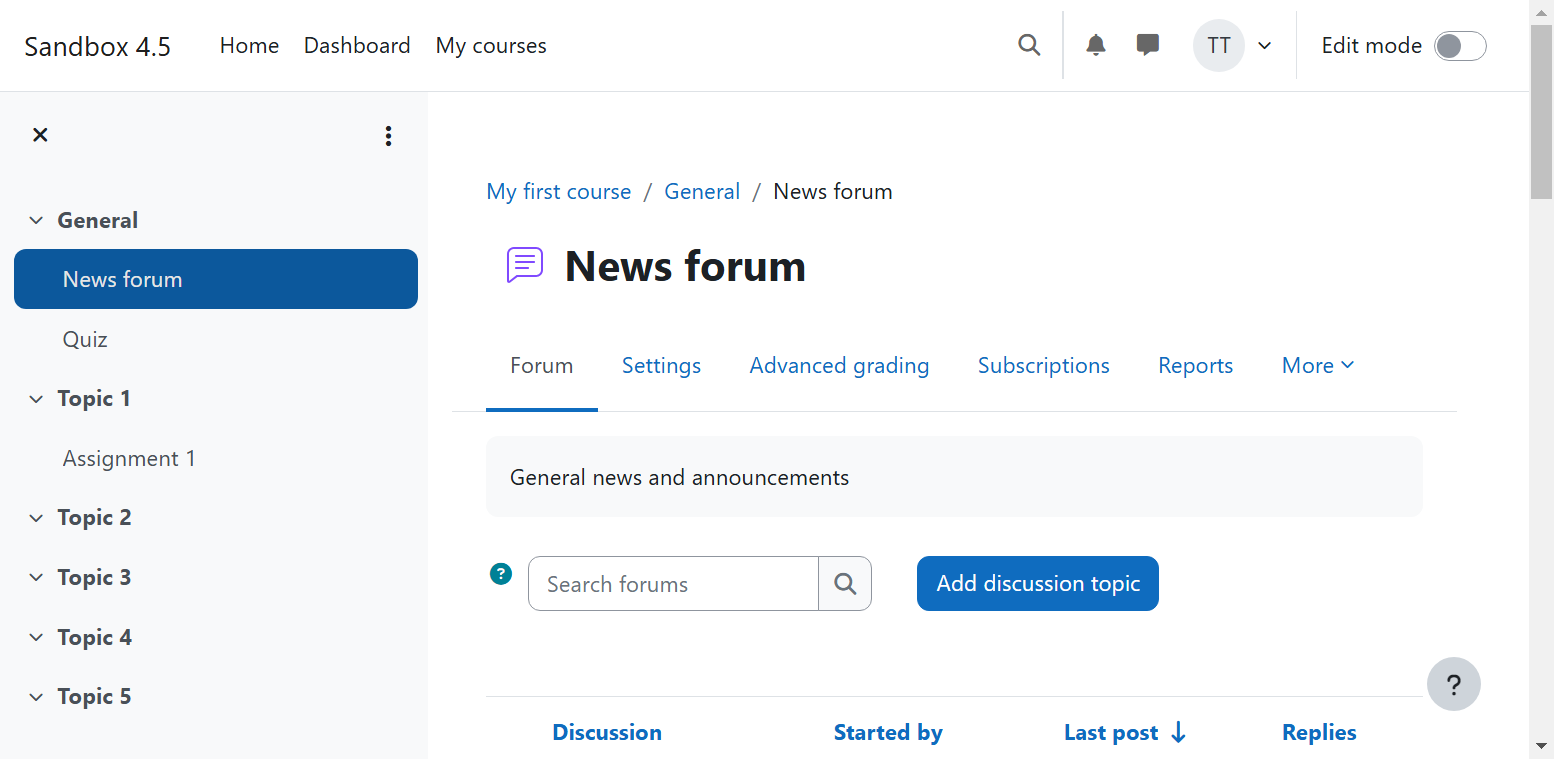 Sandbox 4.5 Home Dashboard My courses TT Edit mode
General
News forum
Quiz
Topic 1
Assignment 1
Topic 2
Topic 3
Topic 4
Topic 5
My first course / General / News forum
News forum
Forum Settings Advanced grading Subscriptions Reports More
General news and announcements
? Search forums Add discussion topic
?
Discussion Started by Last post ↓ Replies